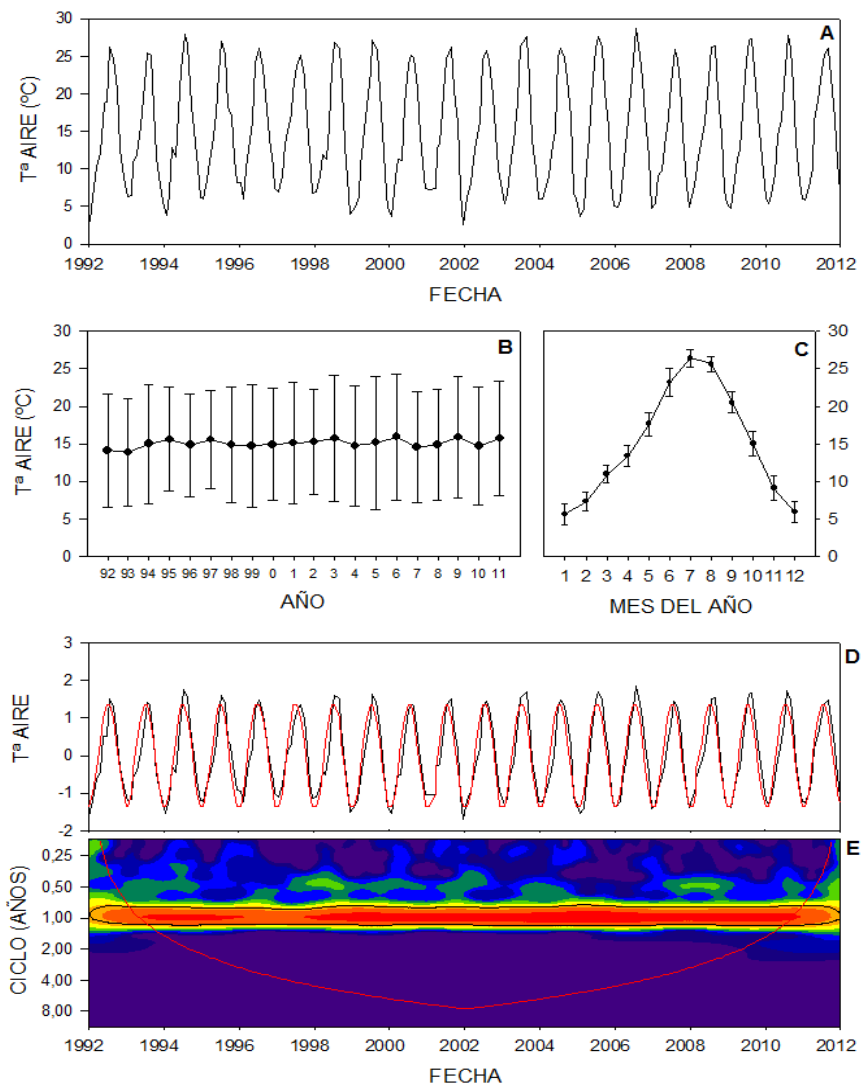 A
Tª AIRE (ºC)
30
25
20
15
10
5
0
1992 1994 1996 1998 2000 2002 2004 2006 2008 2010 2012
FECHA
B
Tª AIRE (ºC)
30
25
20
15
10
5
0
92 93 94 95 96 97 98 99 0 1 2 3 4 5 6 7 8 9 10 11
AÑO
C
30
25
20
15
10
5
0
1 2 3 4 5 6 7 8 9 10 11 12
MES DEL AÑO
D
Tª AIRE
3
2
1
0
-1
-2
E
CICLO (AÑOS)
0,25
0,50
1,00
2,00
4,00
8,00
1992 1994 1996 1998 2000 2002 2004 2006 2008 2010 2012
FECHA